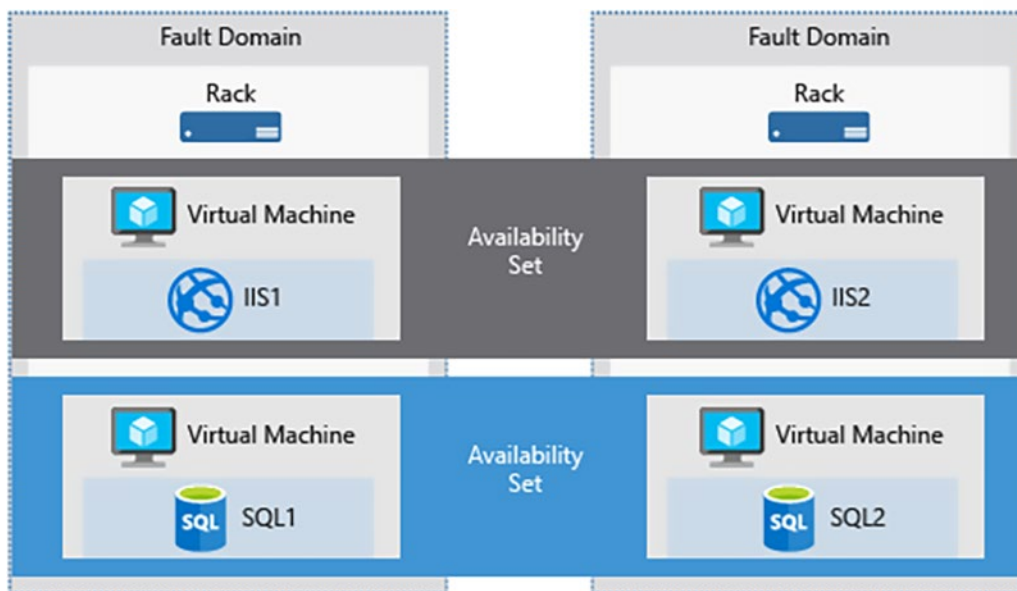 Fault Domain
Fault Domain
Rack
Rack
Virtual Machine
IIS1
Availability
Set
Virtual Machine
IIS2
Virtual Machine
SQL
SQL1
Availability
Set
Virtual Machine
SQL
SQL2